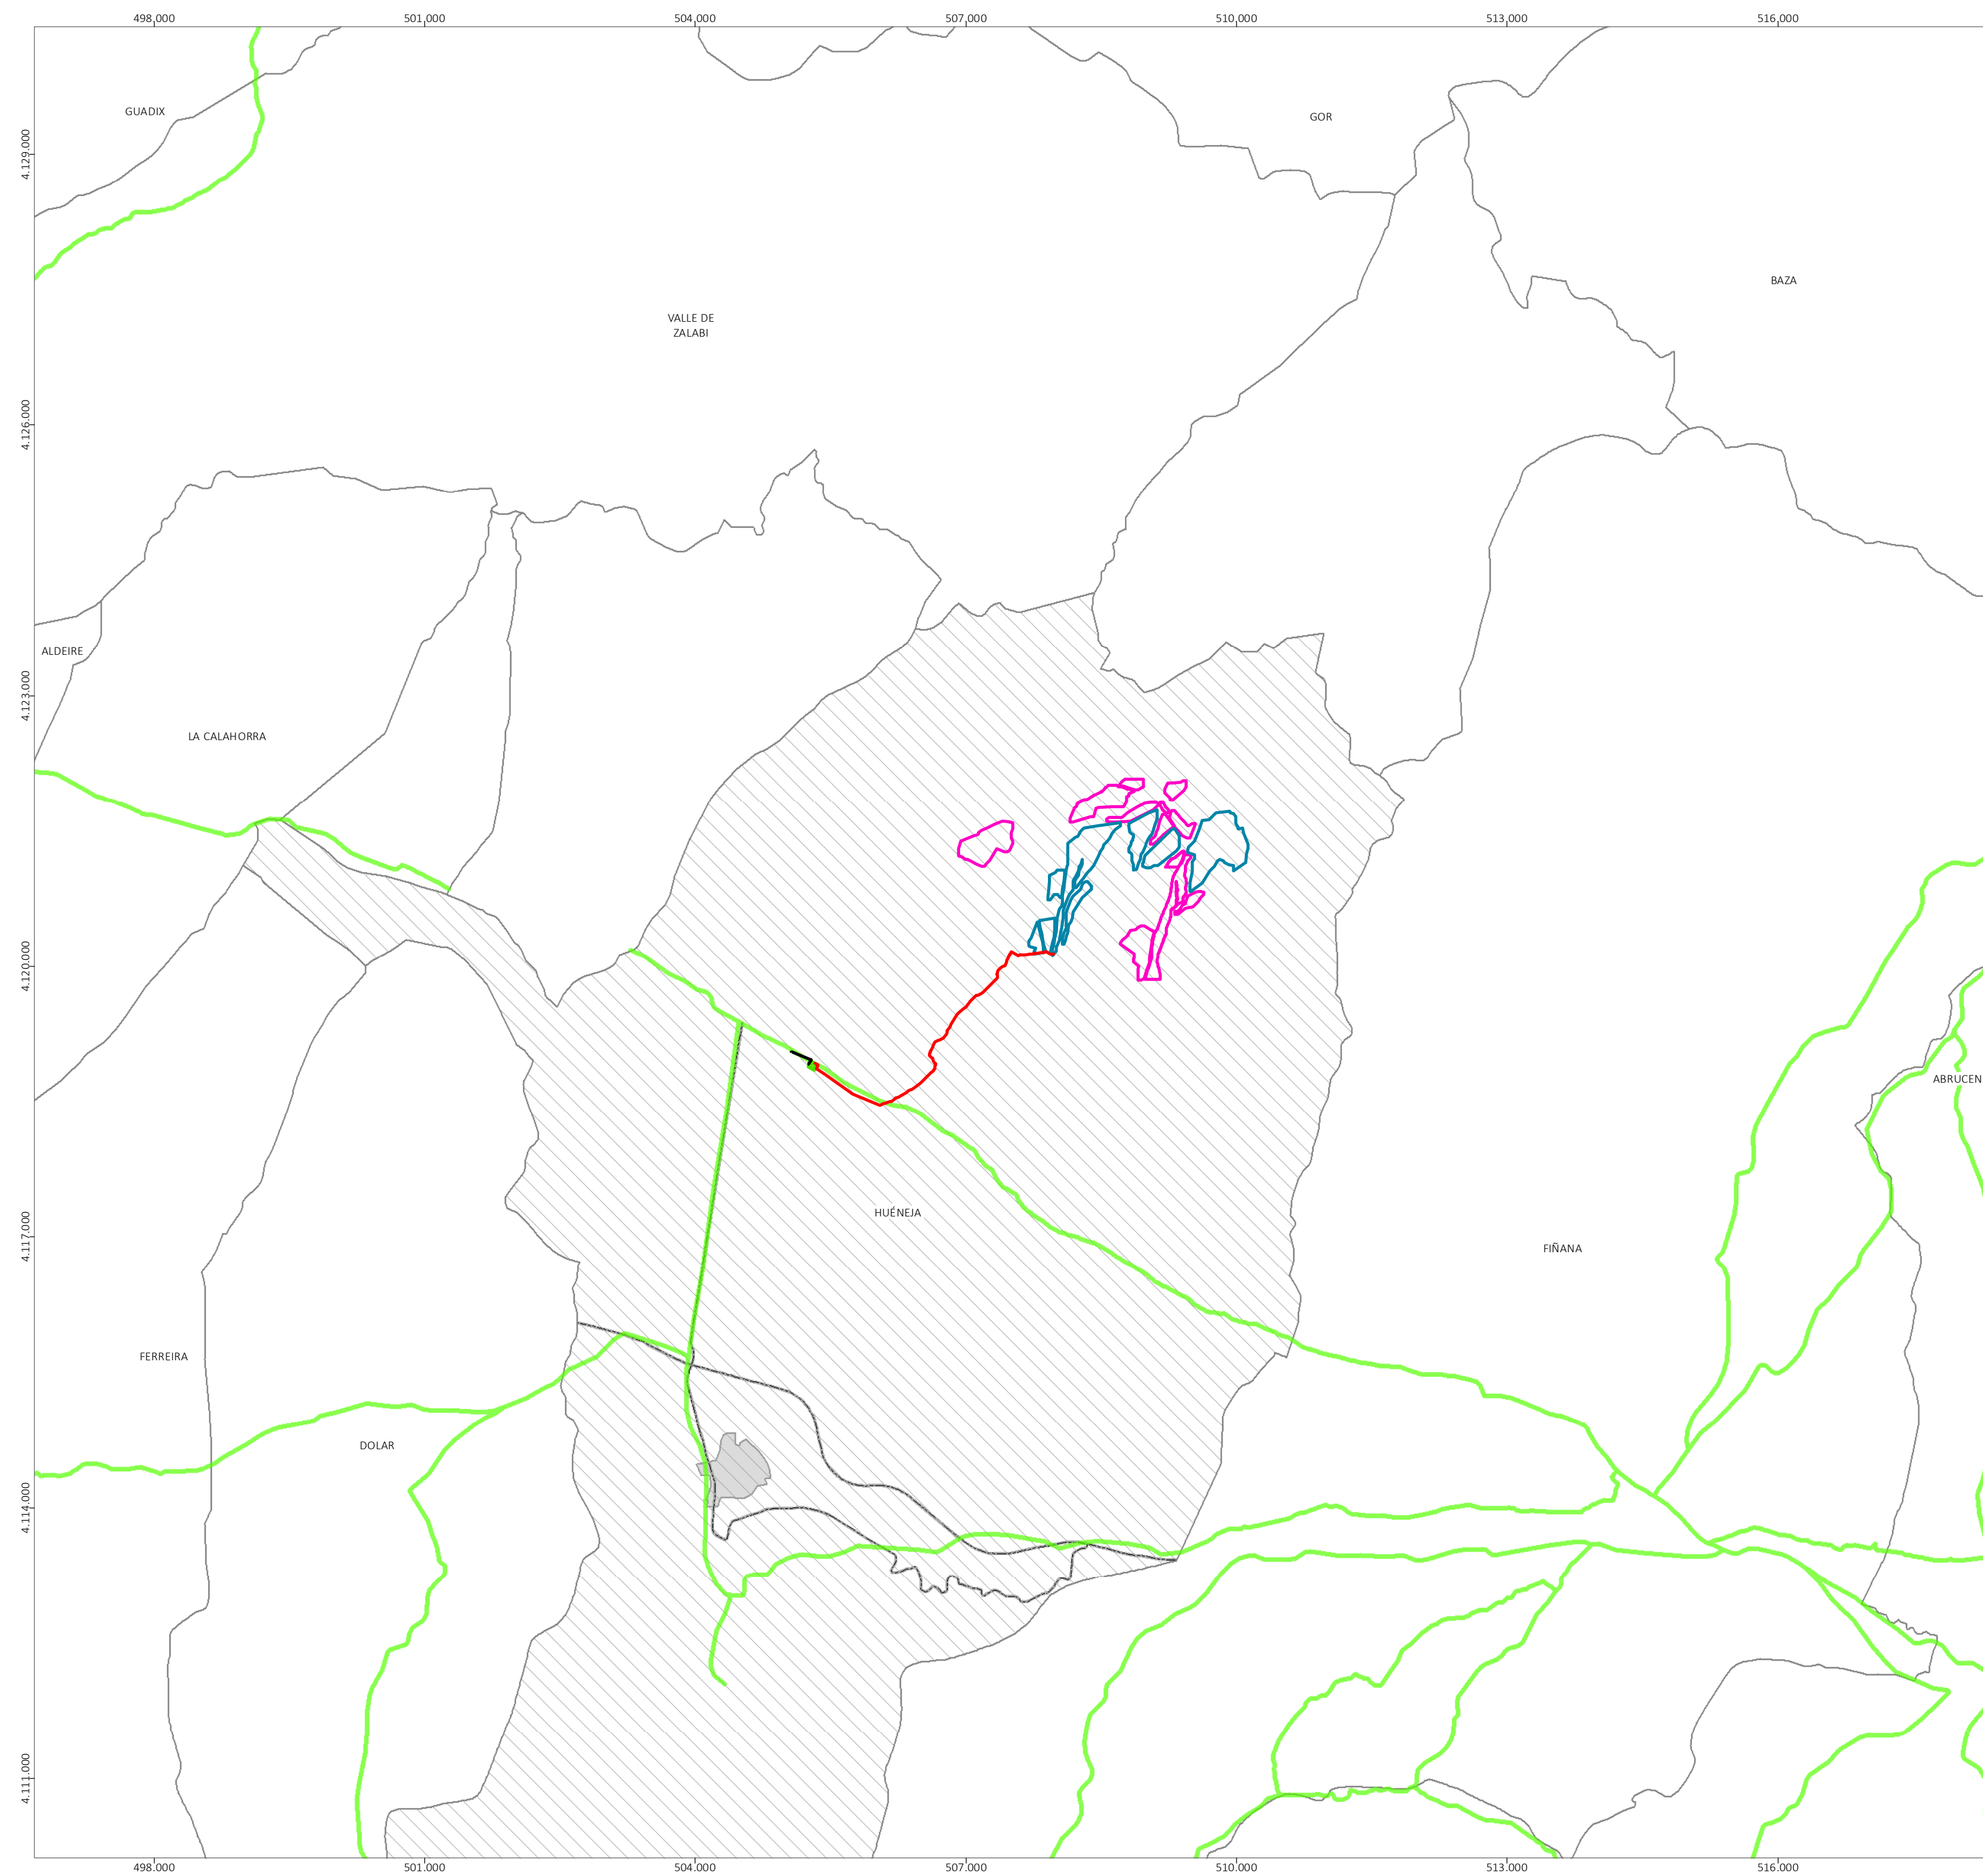 498.000 501.000 504.000 507.000 510.000 513.000 516.000
4.129.000
4.126.000
4.123.000
4.120.000
4.117.000
4.114.000
4.111.000
GUADIX
GOR
BAZA
VALLE DE
ZALABI
ALDEIRE
LA CALAHORRA
ABRUCEN
HUÉNEJA
FIÑANA
FERREIRA
DOLAR
498.000 501.000 504.000 507.000 510.000 513.000 516.000